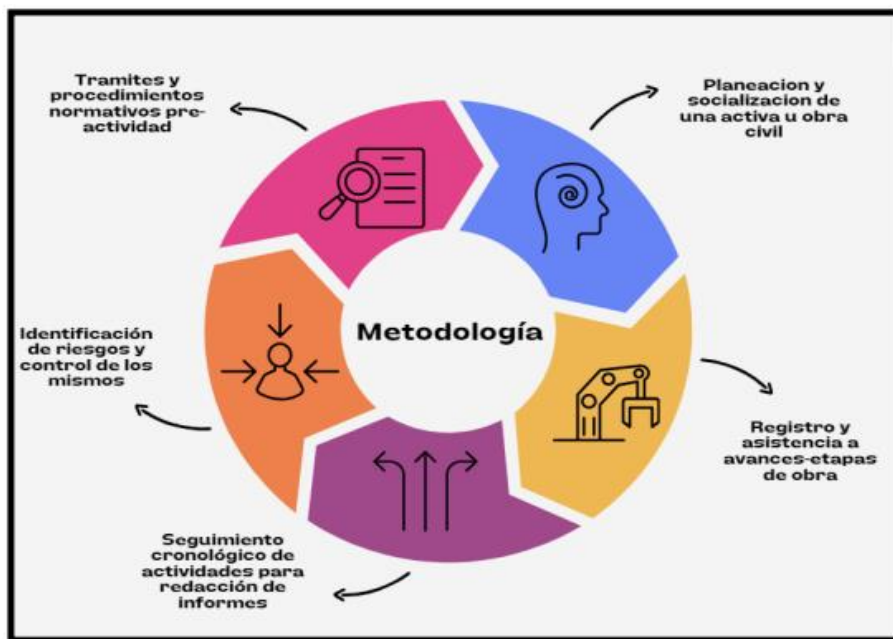 Tramites y
procedimientos
normativos pre-
actividad
Planeacion y
socializacion de
una activa u obra
civil
Metodología
Identificación
de riesgos y
control de los
mismos
Registro y
asistencia a
avances-etapas
de obra
Seguimiento
cronológico de
actividades para
redacción de
informes